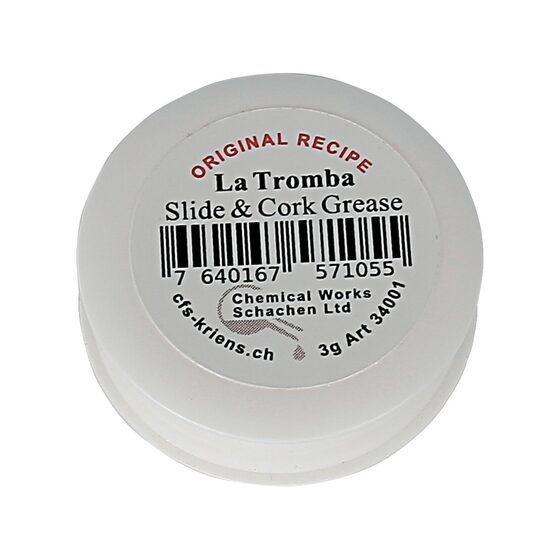 ORIGINAL RECIPE
La Tromba
Slide & Cork Grease
7 640167 571055
Chemical Works
Schachen Ltd
cfs-kriens.ch
3g Art 34001